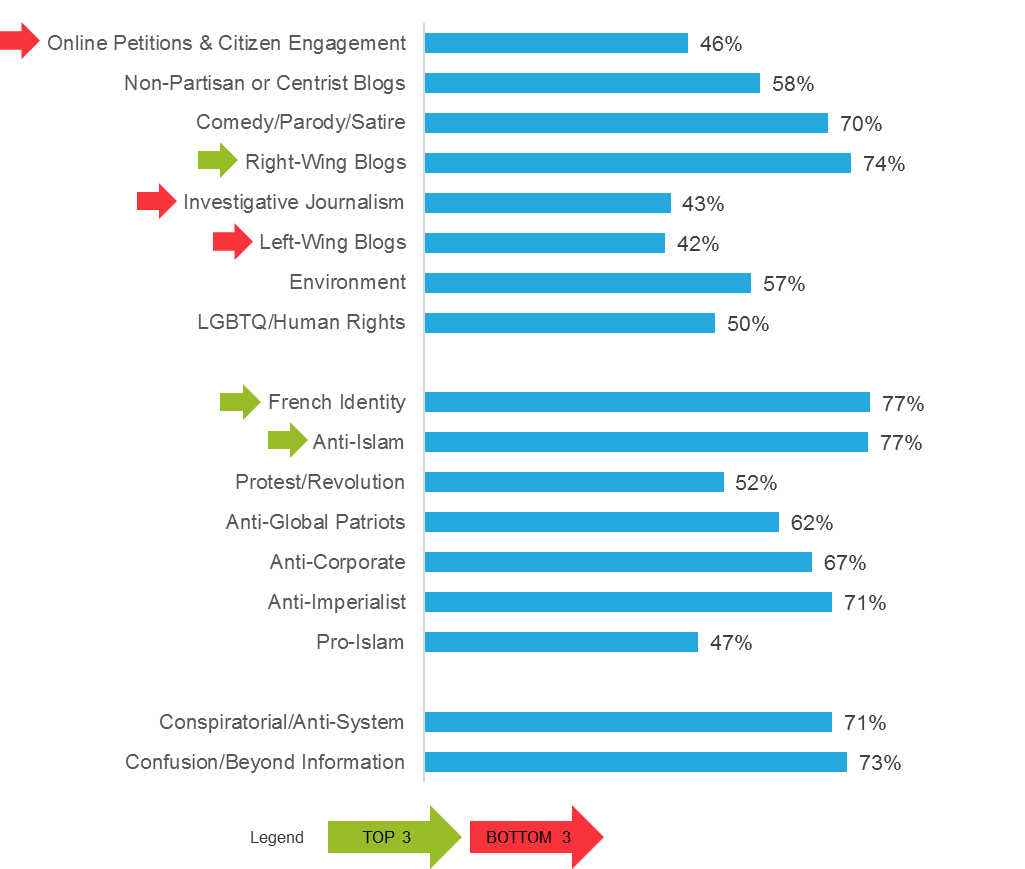 Online Petitions & Citizen Engagement 46%
Non-Partisan or Centrist Blogs 58%
Comedy/Parody/Satire 70%
Right-Wing Blogs 74%
Investigative Journalism 43%
Left-Wing Blogs 42%
Environment 57%
LGBTQ/Human Rights 50%
French Identity 77%
Anti-Islam 77%
Protest/Revolution 52%
Anti-Global Patriots 62%
Anti-Corporate 67%
Anti-Imperialist 71%
Pro-Islam 47%
Conspiratorial/Anti-System 71%
Confusion/Beyond Information 73%
Legend TOP 3 BOTTOM 3